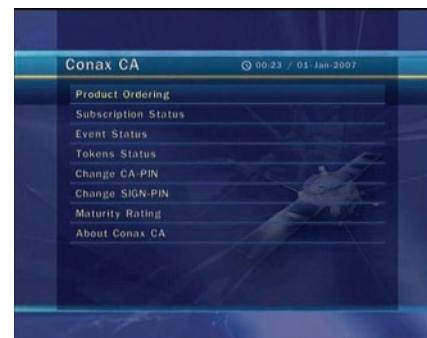 Conax CA 00:23 / 01-Jan-2007
Product Ordering
Subscription Status
Event Status
Tokens Status
Change CA-PIN
Change SIGN-PIN
Maturity Rating
About Conax CA